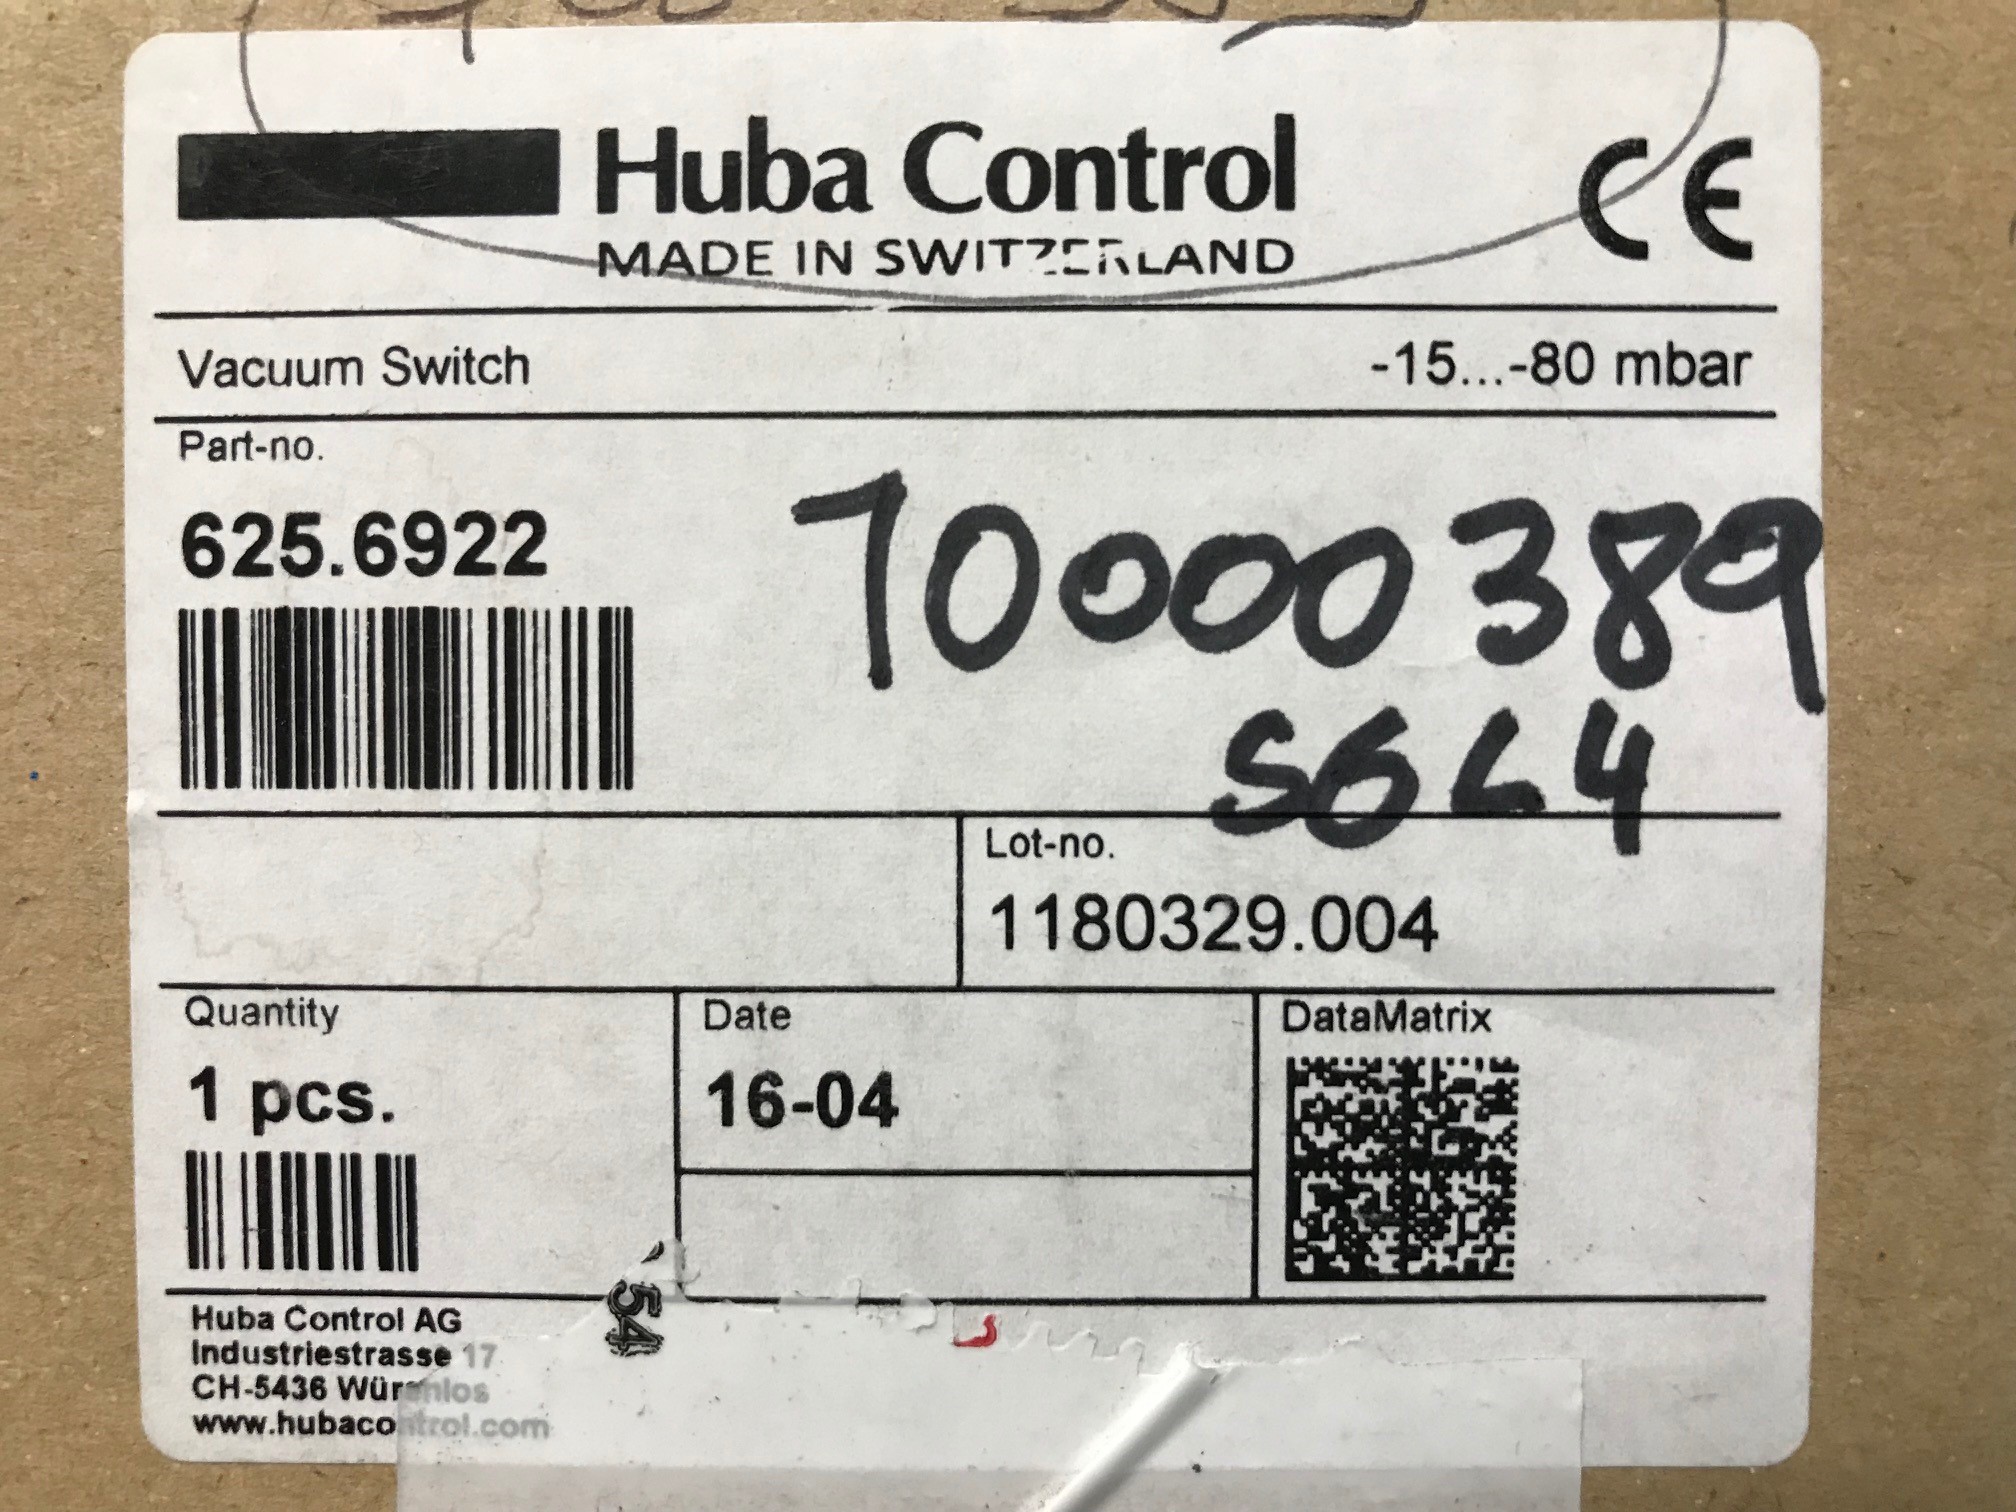 Huba Control
MADE IN SWITZERLAND
CE
Vacuum Switch -15...-80 mbar
Part-no.
625.6922
70000389
SGL4
Lot-no.
1180329.004
Quantity
1 pcs.
Date
16-04
DataMatrix
Huba Control AG
Industriestrasse 17
CH-5436 Würenlos
www.hubacontrol.com
54